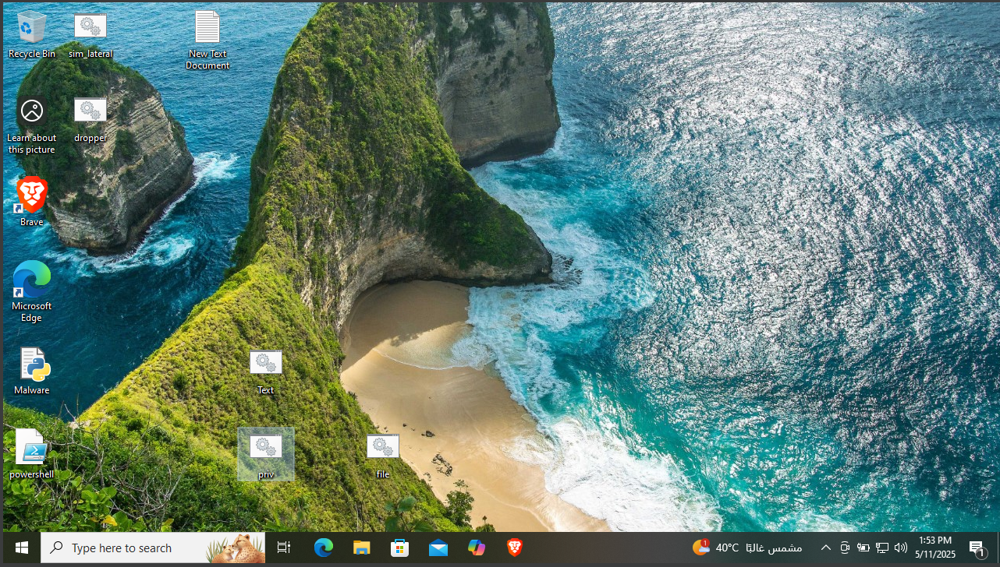 Recycle Bin
sim_lateral
New Text
Document
Learn about
this picture
dropper
Brave
Microsoft
Edge
Malware
Text
powershell
priv
file
Type here to search
1
40°C مشمس غالبًا
1:53 PM
5/11/2025
1